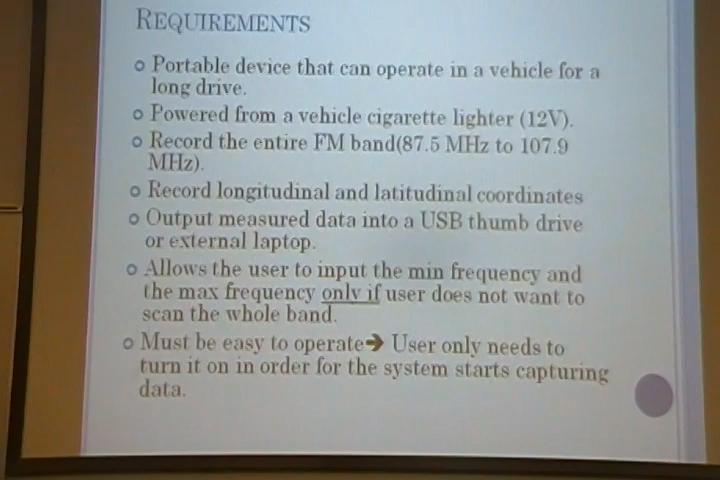 REQUIREMENTS
Portable device that can operate in a vehicle for a
long drive.
Powered from a vehicle cigarette lighter (12V).
Record the entire FM band(87.5 MHz to 107.9
MHz).
Record longitudinal and latitudinal coordinates
Output measured data into a USB thumb drive
or external laptop.
Allows the user to input the min frequency and
the max frequency only if user does not want to
scan the whole band.
Must be easy to operate➔ User only needs to
turn it on in order for the system starts capturing
data.